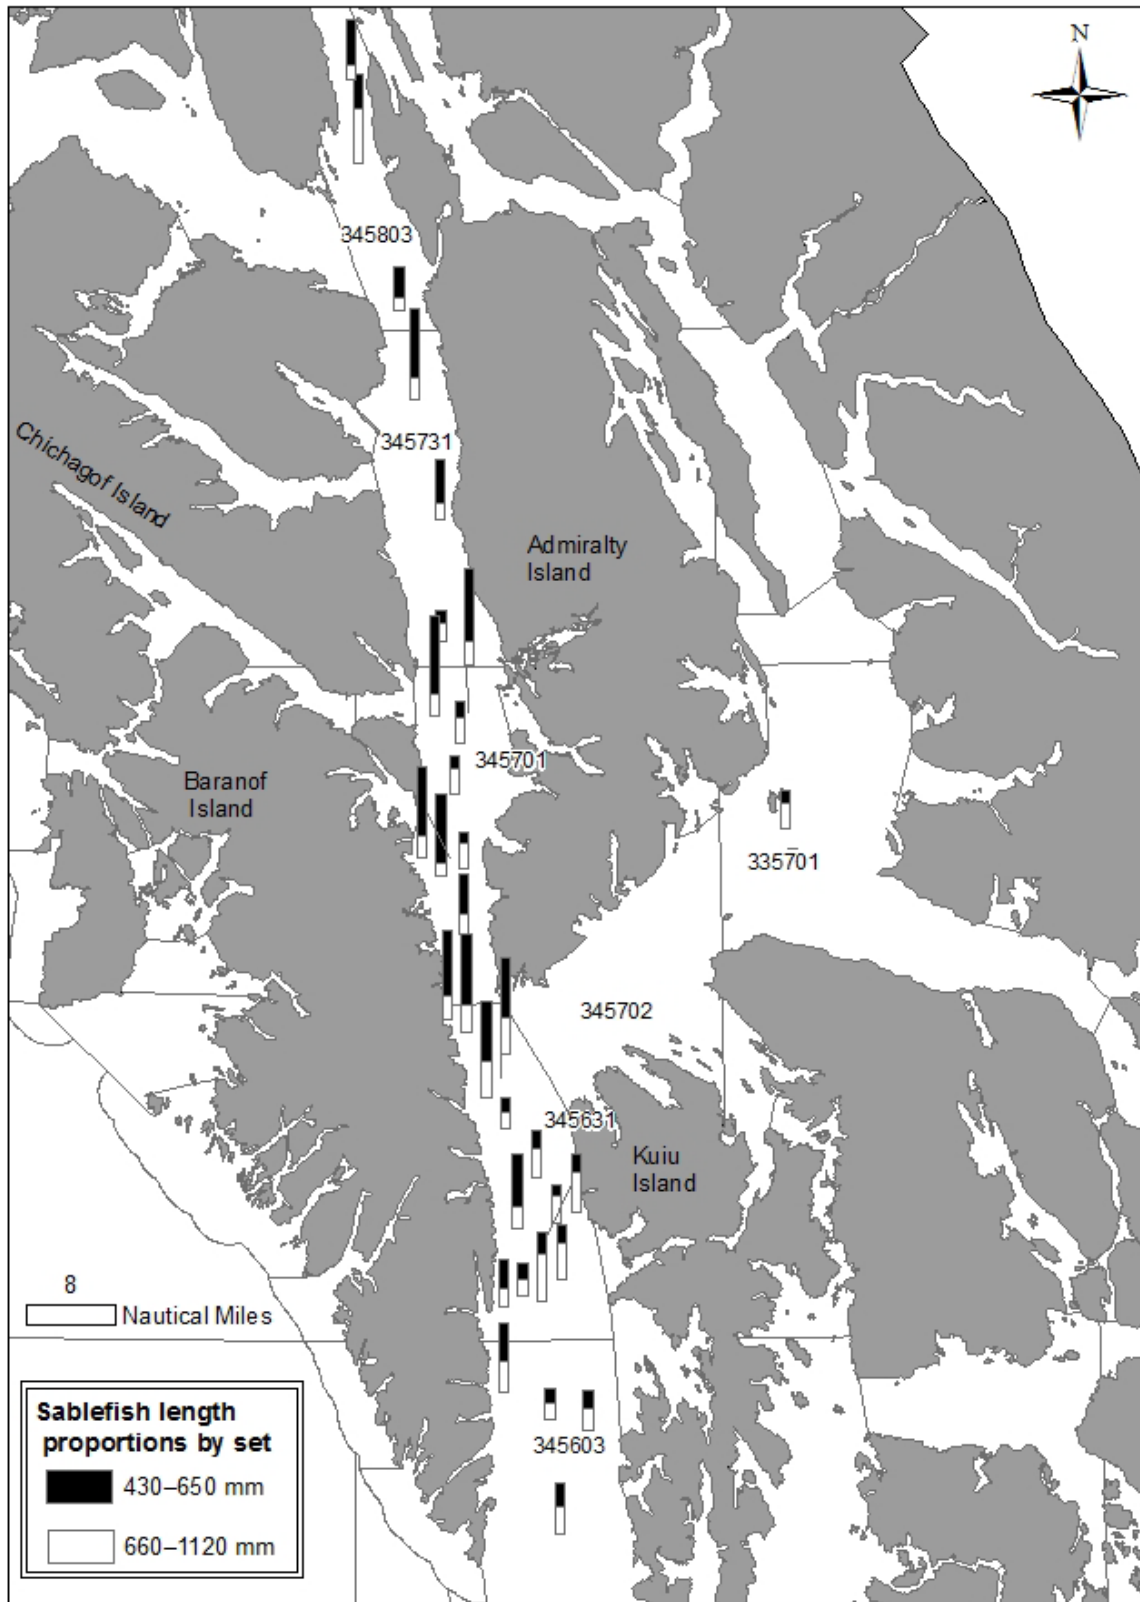 N
345803
345731
Chichagof Island
Admiralty
Island
345701
Baranof
Island
335701
345702
345631
Kuiu
Island
8
Nautical Miles
345603
Sablefish length
proportions by set
430–650 mm
660–1120 mm